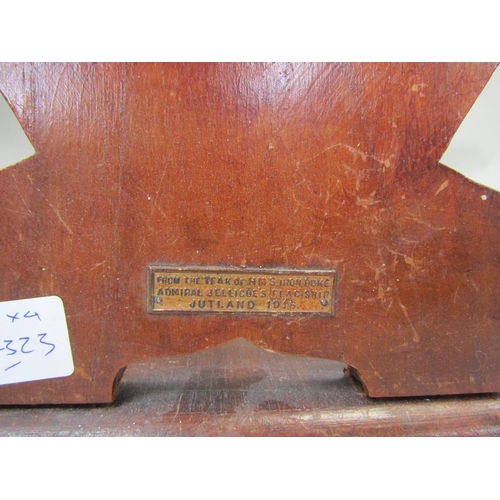 FROM THE TEAK OF H.M.S. IRON DUKE
ADMIRAL JELLICOES FLAGSHIP
JUTLAND 1916
X4
323